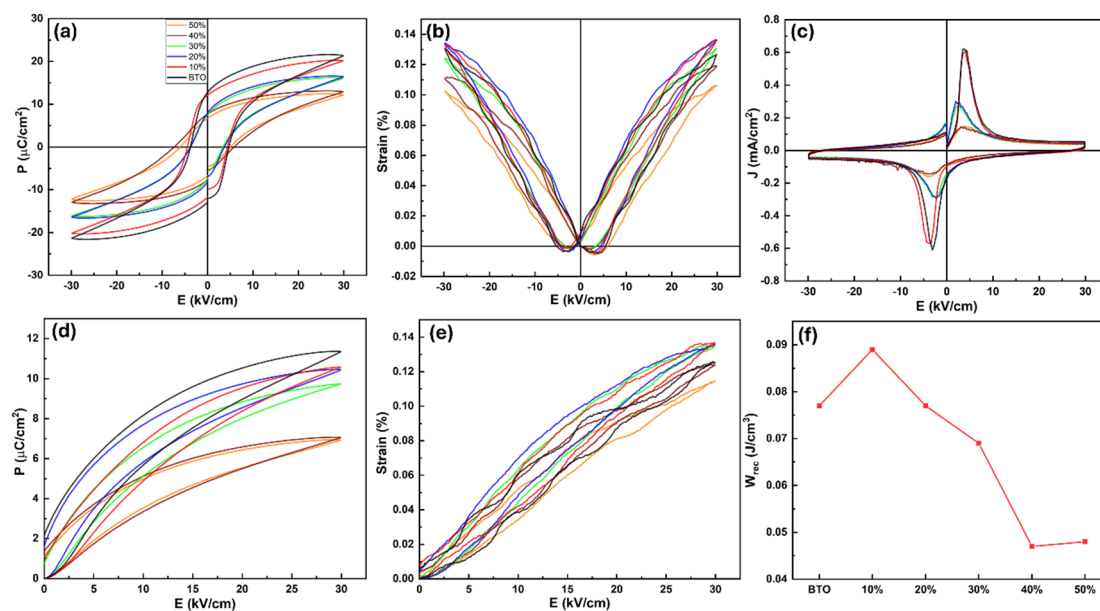 (a)
50%
40%
30%
20%
10%
BTO
P (μC/cm²)
30
20
10
0
-10
-20
-30
-30 -20 -10 0 10 20 30
E (kV/cm)
(b)
Strain (%)
0.14
0.12
0.10
0.08
0.06
0.04
0.02
0.00
-0.02
-30 -20 -10 0 10 20 30
E (kV/cm)
(c)
J (mA/cm²)
0.8
0.6
0.4
0.2
0.0
-0.2
-0.4
-0.6
-0.8
-30 -20 -10 0 10 20 30
E (kV/cm)
(d)
P (μC/cm²)
12
10
8
6
4
2
0
0 5 10 15 20 25 30
E (kV/cm)
(e)
Strain (%)
0.14
0.12
0.10
0.08
0.06
0.04
0.02
0.00
0 5 10 15 20 25 30
E (kV/cm)
(f)
W_rec (J/cm³)
0.09
0.08
0.07
0.06
0.05
0.04
BTO 10% 20% 30% 40% 50%